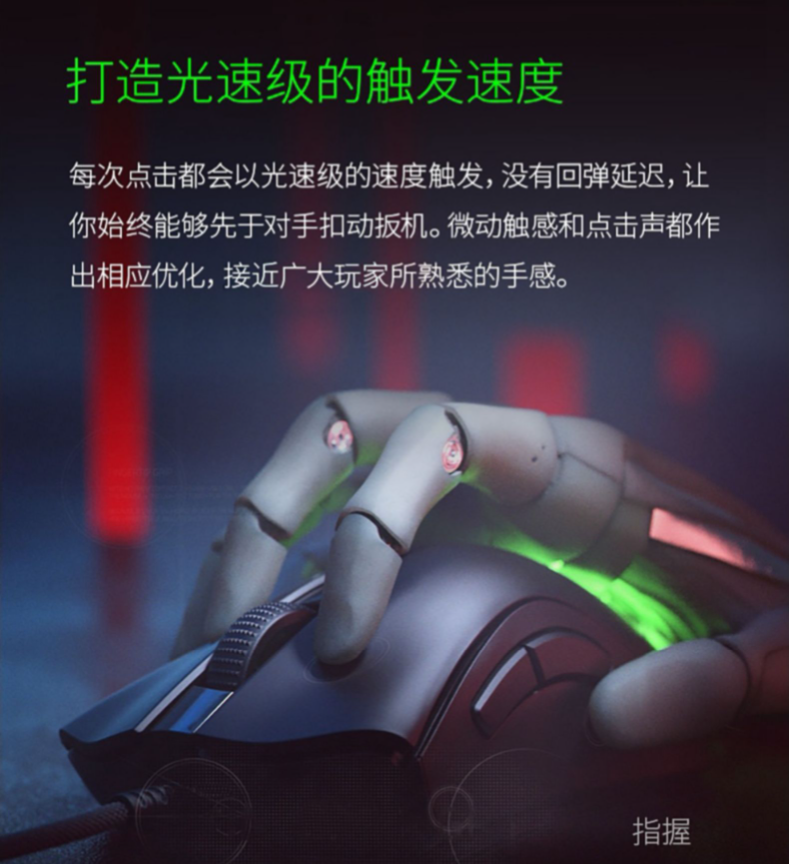 打造光速级的触发速度
每次点击都会以光速级的速度触发，没有回弹延迟，让
你始终能够先于对手扣动扳机。微动触感和点击声都作
出相应优化，接近广大玩家所熟悉的手感。
指握